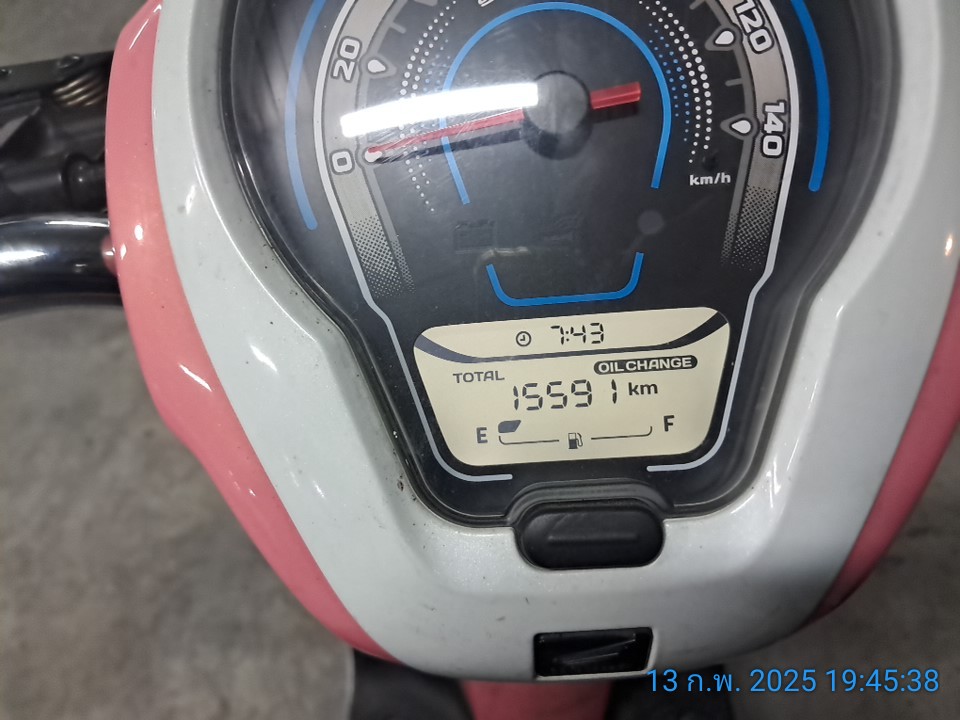 20
0
120
140
km/h
7:43
OIL CHANGE
TOTAL
15591 km
E
F
13 ก.พ. 2025 19:45:38